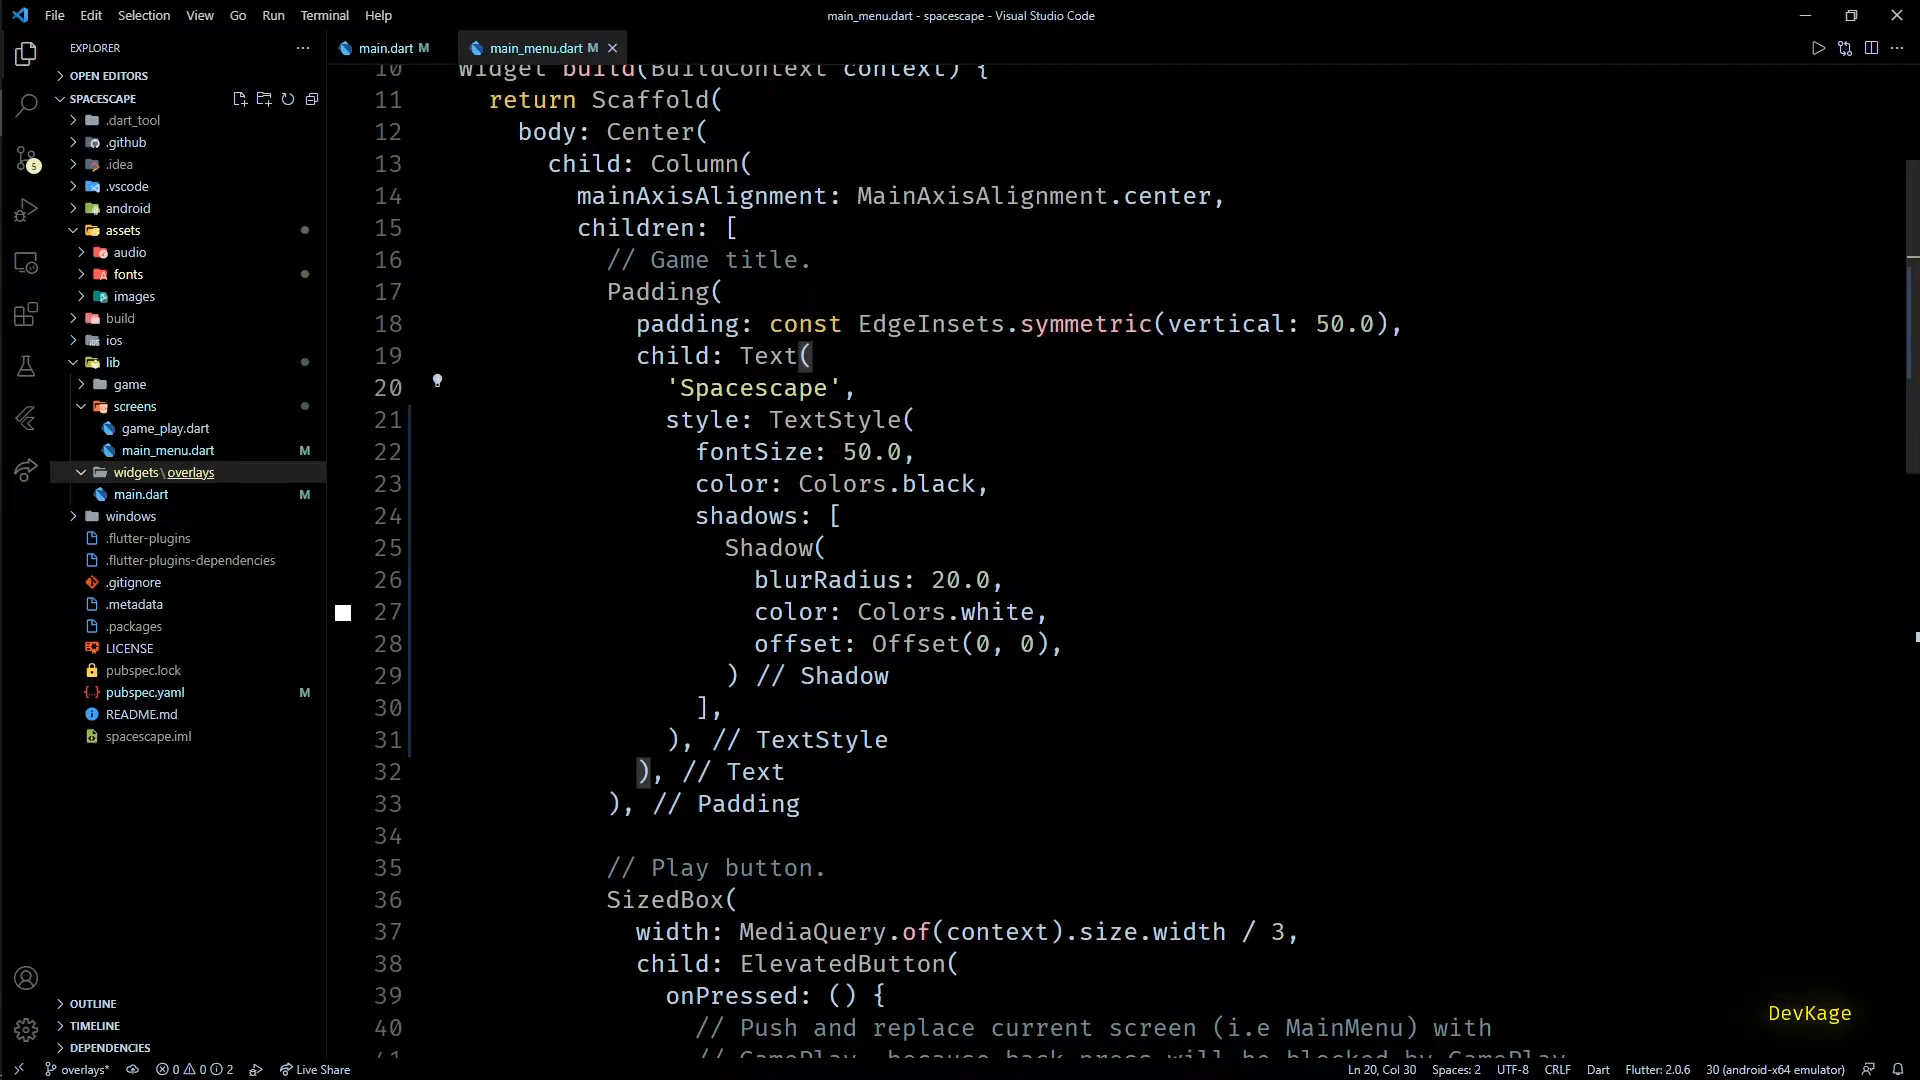 File Edit Selection View Go Run Terminal Help
main_menu.dart - spacescape - Visual Studio Code
EXPLORER
OPEN EDITORS
SPACESCAPE
.dart_tool
.github
.idea
.vscode
android
assets
audio
fonts
images
build
ios
lib
game
screens
game_play.dart
main_menu.dart M
widgets\overlays
main.dart M
windows
.flutter-plugins
.flutter-plugins-dependencies
.gitignore
.metadata
.packages
LICENSE
pubspec.lock
pubspec.yaml M
README.md
spacescape.iml
OUTLINE
TIMELINE
DEPENDENCIES
main.dart M
main_menu.dart M
10 Widget build(BuildContext context) {
11 return Scaffold(
12 body: Center(
13 child: Column(
14 mainAxisAlignment: MainAxisAlignment.center,
15 children: [
16 // Game title.
17 Padding(
18 padding: const EdgeInsets.symmetric(vertical: 50.0),
19 child: Text(
20 'Spacescape',
21 style: TextStyle(
22 fontSize: 50.0,
23 color: Colors.black,
24 shadows: [
25 Shadow(
26 blurRadius: 20.0,
27 color: Colors.white,
28 offset: Offset(0, 0),
29 ) // Shadow
30 ],
31 ), // TextStyle
32 ), // Text
33 ), // Padding
34
35 // Play button.
36 SizedBox(
37 width: MediaQuery.of(context).size.width / 3,
38 child: ElevatedButton(
39 onPressed: () {
40 // Push and replace current screen (i.e MainMenu) with
41 // GamePlay, because back press will be blocked by GamePlay.
DevKage
5
overlays* 0 0 2 Live Share
Ln 20, Col 30 Spaces: 2 UTF-8 CRLF Dart Flutter: 2.0.6 30 (android-x64 emulator)